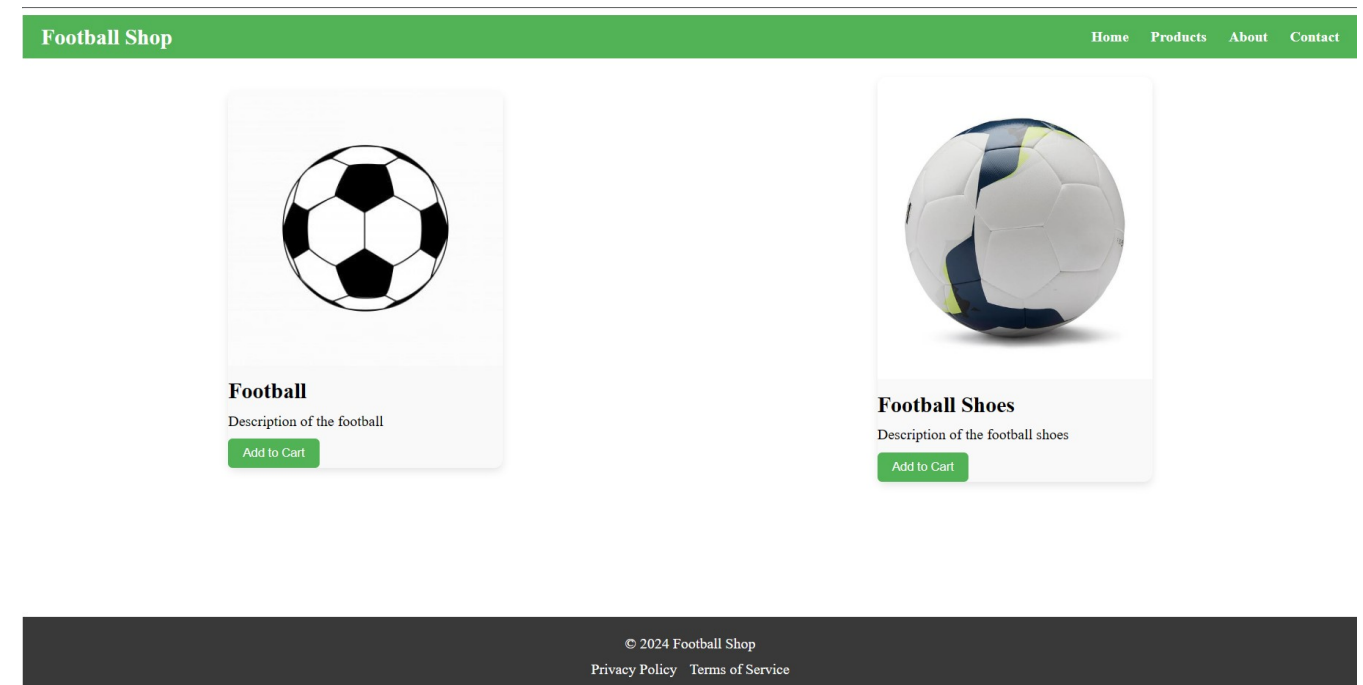 Football Shop
Home Products About Contact
Football
Description of the football
Add to Cart
Football Shoes
Description of the football shoes
Add to Cart
© 2024 Football Shop
Privacy Policy Terms of Service